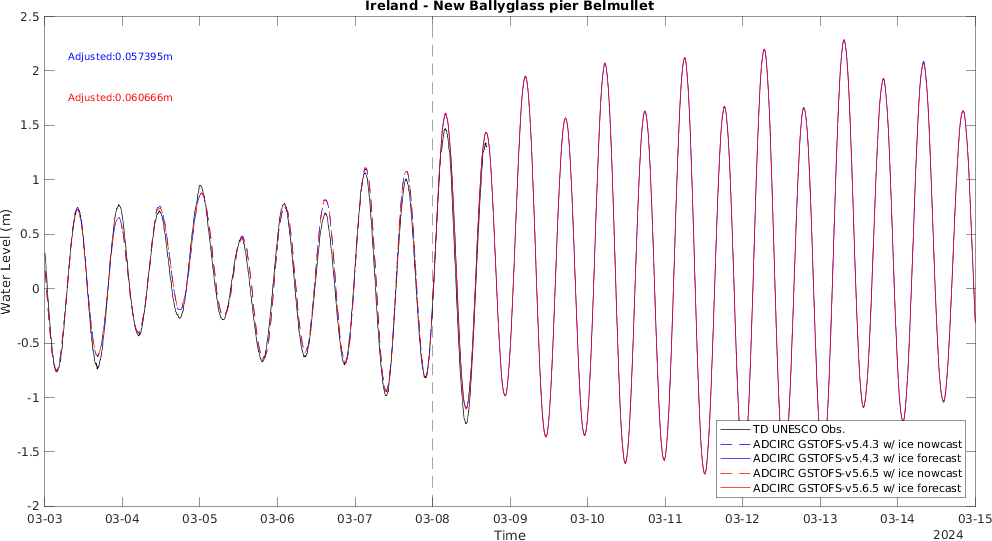 Ireland - New Ballyglass pier Belmullet
2.5
Adjusted:0.057395m
2
Adjusted:0.060666m
1.5
1
0.5
0
-0.5
-1
-1.5
-2
Water Level (m)
TD UNESCO Obs.
ADCIRC GSTOFS-v5.4.3 w/ ice nowcast
ADCIRC GSTOFS-v5.4.3 w/ ice forecast
ADCIRC GSTOFS-v5.6.5 w/ ice nowcast
ADCIRC GSTOFS-v5.6.5 w/ ice forecast
03-03 03-04 03-05 03-06 03-07 03-08 03-09 03-10 03-11 03-12 03-13 03-14 03-15
Time
2024